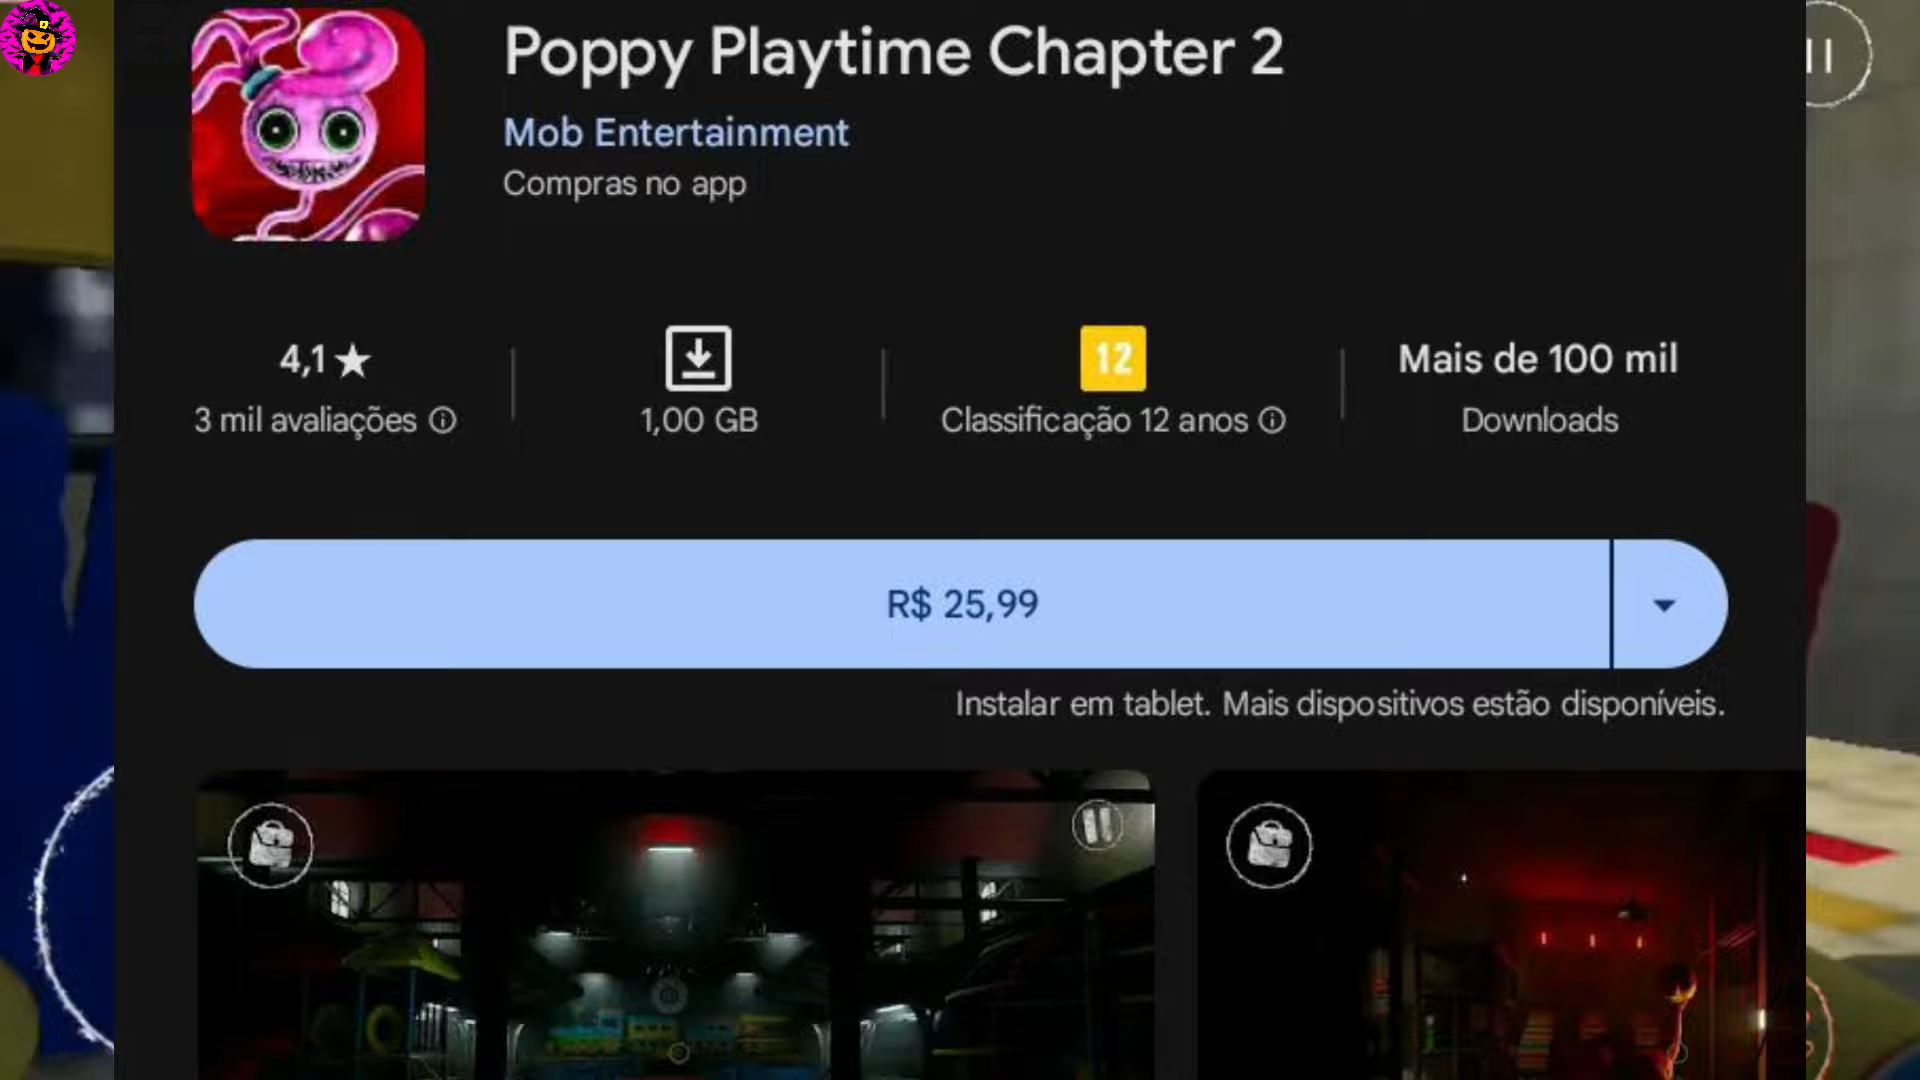 Poppy Playtime Chapter 2
Mob Entertainment
Compras no app
4,1★
3 mil avaliações
1,00 GB
12
Classificação 12 anos
Mais de 100 mil
Downloads
R$ 25,99
Instalar em tablet. Mais dispositivos estão disponíveis.